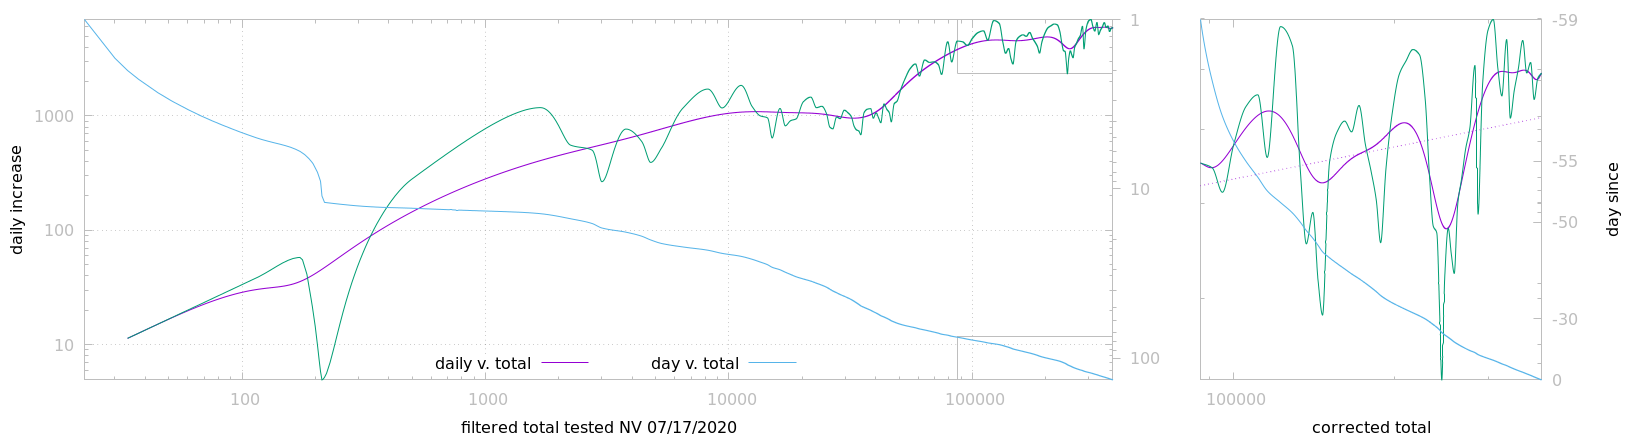 daily increase
1000
100
10
100
1000
10000
100000
filtered total tested NV 07/17/2020
daily v. total
day v. total
1
10
100
100000
corrected total
-59
-55
-50
-30
0
day since